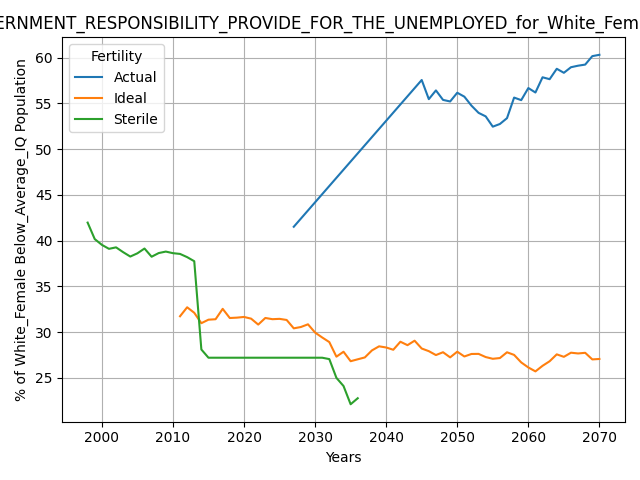 ERNMENT_RESPONSIBILITY_PROVIDE_FOR_THE_UNEMPLOYED_for_White_Fem
Fertility
Actual
Ideal
Sterile
% of White_Female Below_Average_IQ Population
60
55
50
45
40
35
30
25
2000 2010 2020 2030 2040 2050 2060 2070
Years